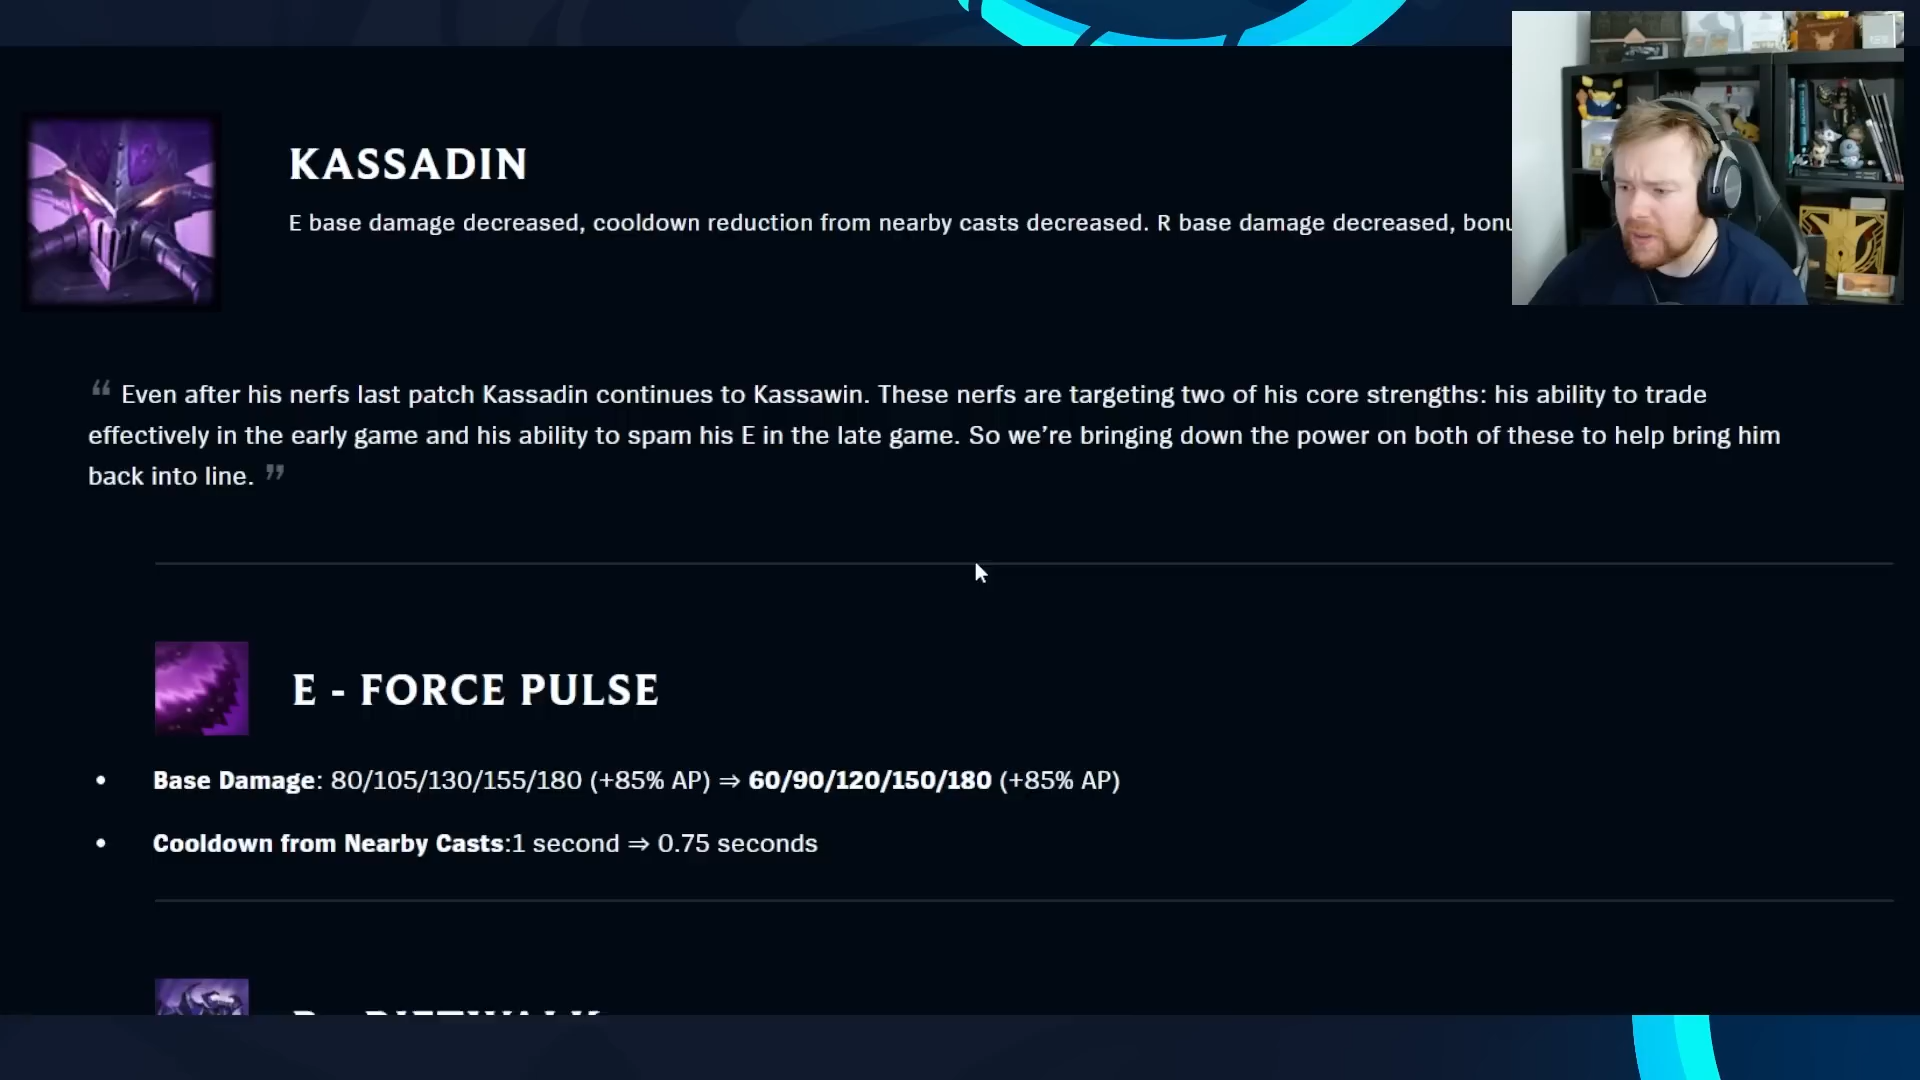 KASSADIN
E base damage decreased, cooldown reduction from nearby casts decreased. R base damage decreased,
“ Even after his nerfs last patch Kassadin continues to Kassawin. These nerfs are targeting two of his core strengths: his ability to trade
effectively in the early game and his ability to spam his E in the late game. So we’re bringing down the power on both of these to help bring him
back into line. ”
E - FORCE PULSE
• Base Damage: 80/105/130/155/180 (+85% AP) ⇒ 60/90/120/150/180 (+85% AP)
• Cooldown from Nearby Casts:1 second ⇒ 0.75 seconds